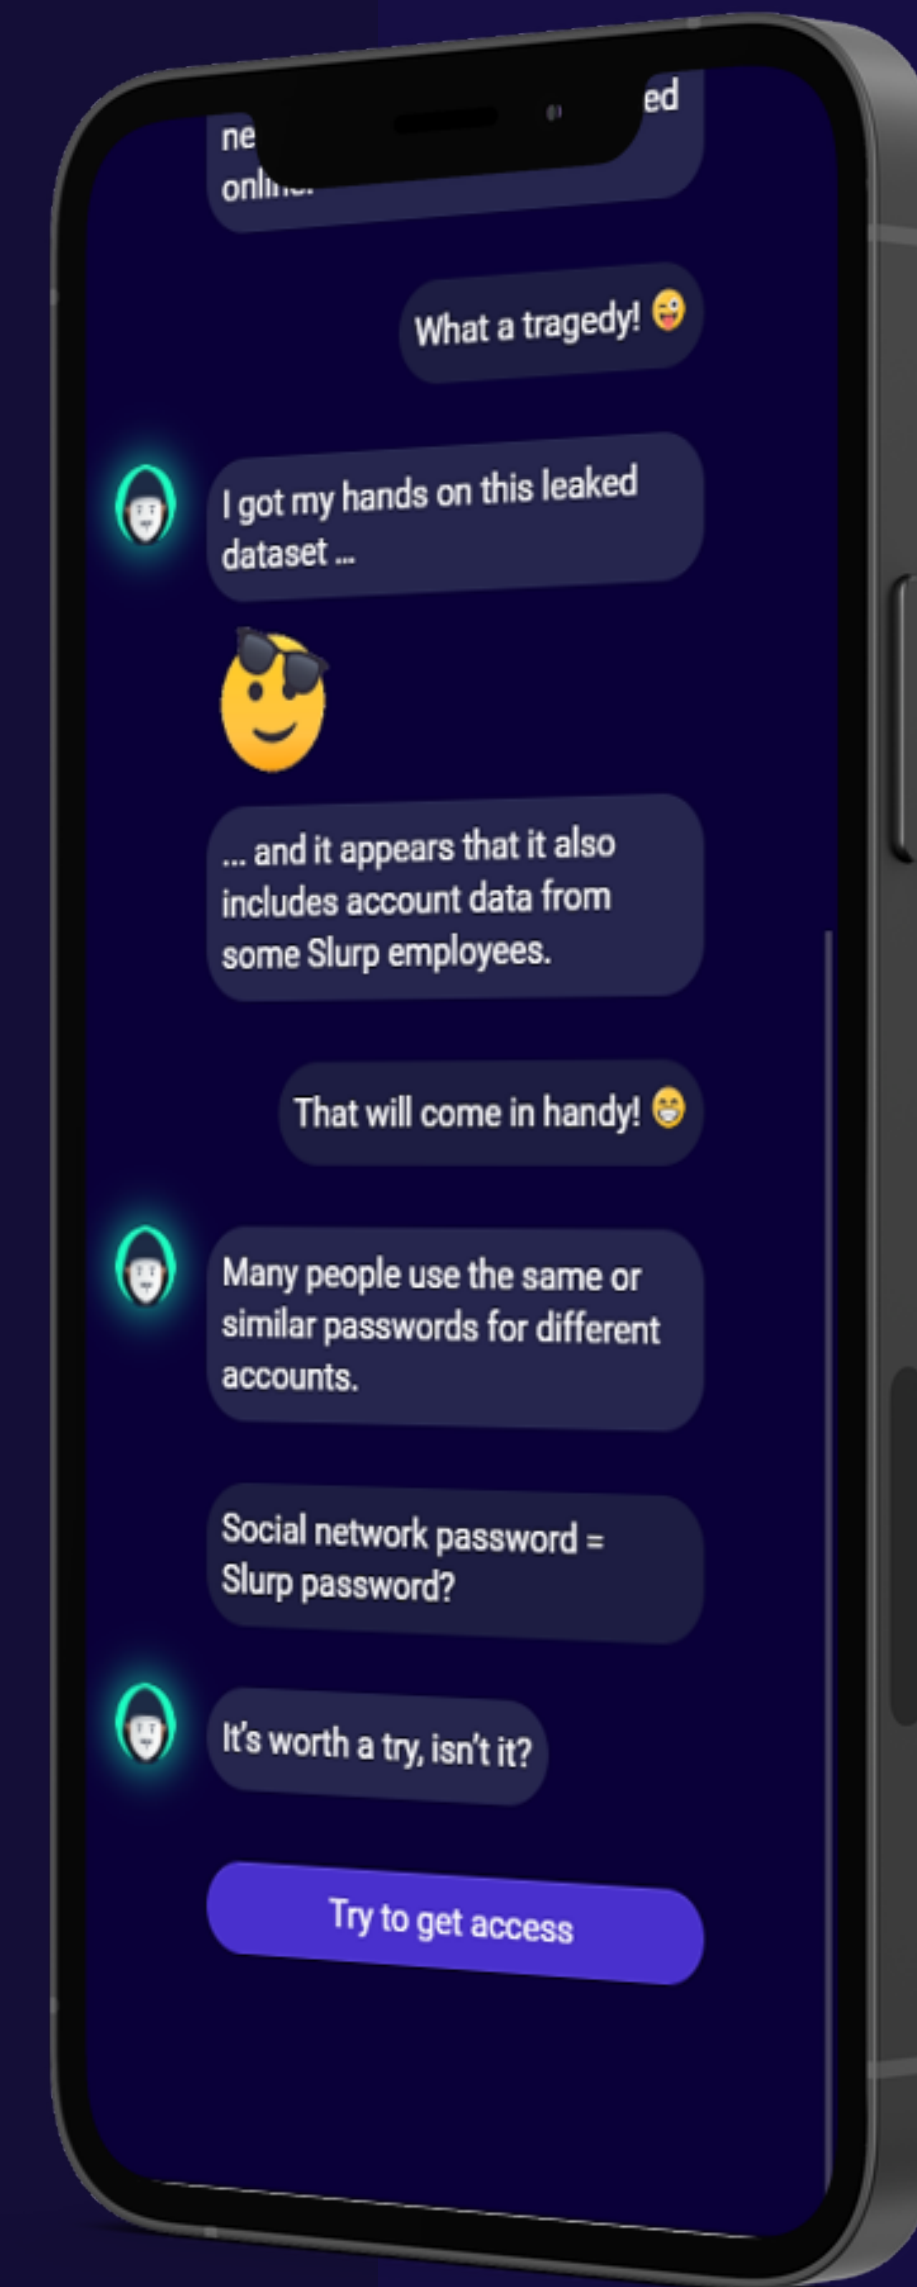 ed
ne
online.
What a tragedy! 😜
I got my hands on this leaked
dataset ...
... and it appears that it also
includes account data from
some Slurp employees.
That will come in handy! 😁
Many people use the same or
similar passwords for different
accounts.
Social network password =
Slurp password?
It's worth a try, isn't it?
Try to get access